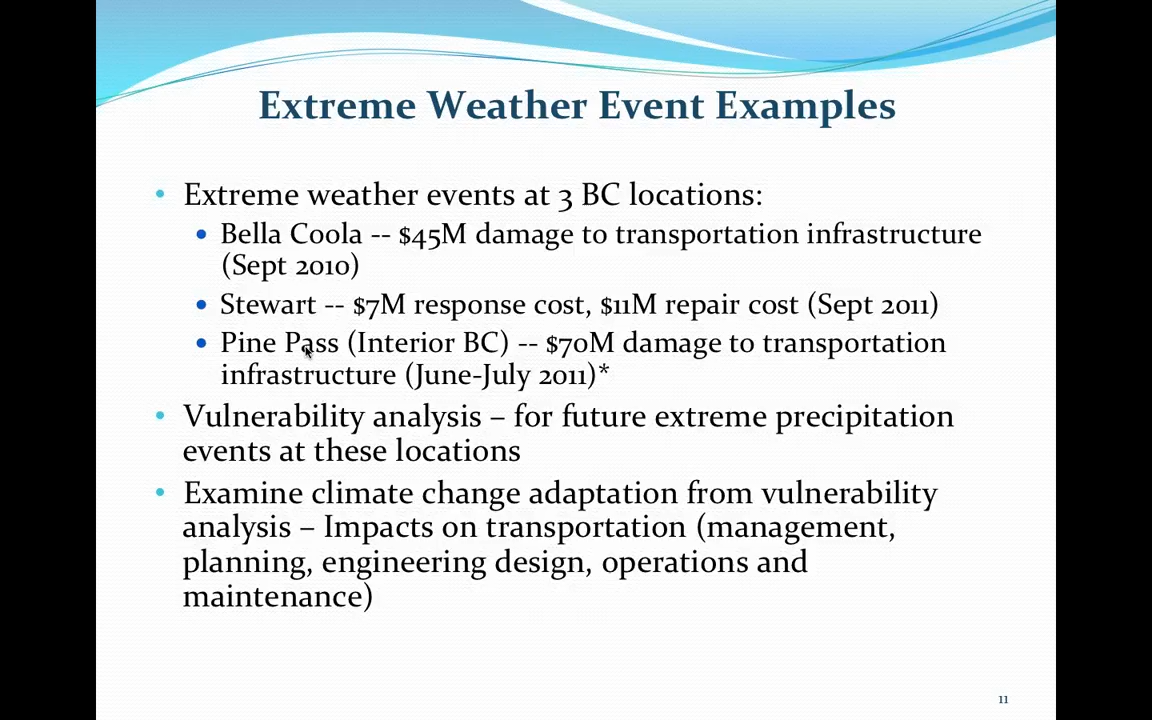 Extreme Weather Event Examples
• Extreme weather events at 3 BC locations:
• Bella Coola -- $45M damage to transportation infrastructure
(Sept 2010)
• Stewart -- $7M response cost, $11M repair cost (Sept 2011)
• Pine Pass (Interior BC) -- $70M damage to transportation
infrastructure (June-July 2011)*
• Vulnerability analysis – for future extreme precipitation
events at these locations
• Examine climate change adaptation from vulnerability
analysis – Impacts on transportation (management,
planning, engineering design, operations and
maintenance)
11